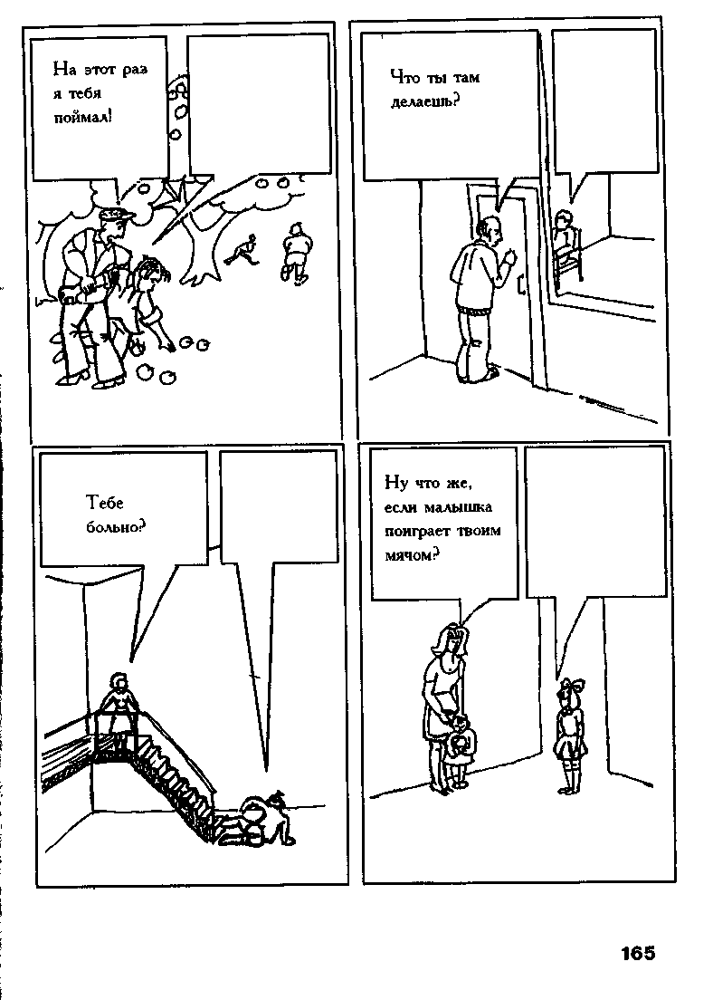 На этот раз
я тебя
поймал!
Что ты там
делаешь?
Тебе
больно?
Ну что же,
если малышка
поиграет твоим
мячом?
165